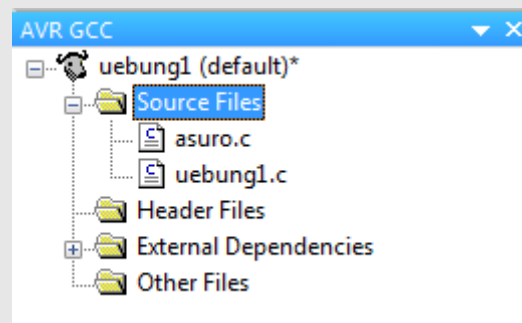 AVR GCC
uebung1 (default)*
Source Files
asuro.c
uebung1.c
Header Files
External Dependencies
Other Files